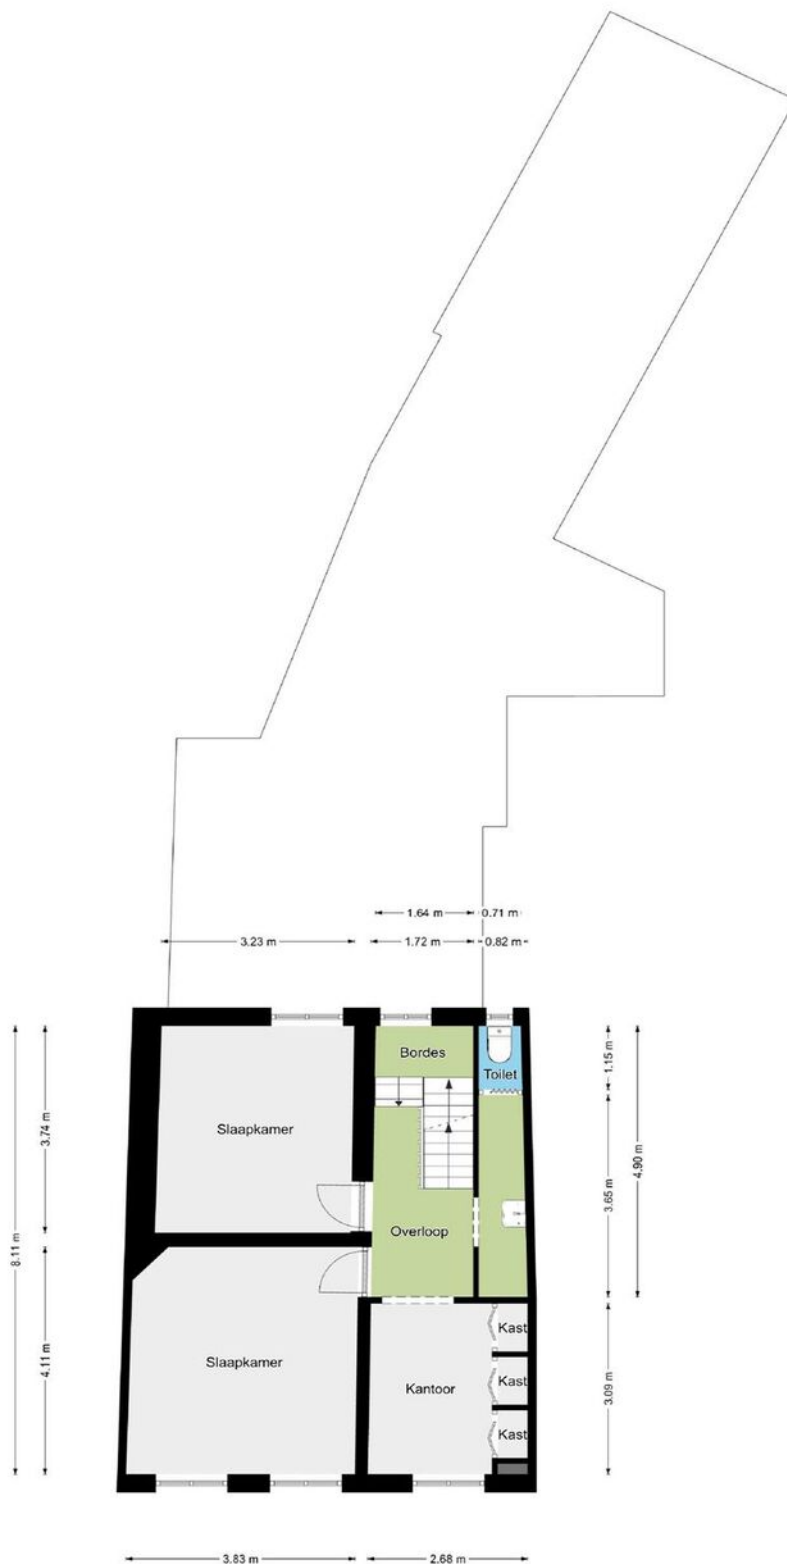 1.64 m
0.71 m
3.23 m
1.72 m
0.82 m
Bordes
Toilet
1.15 m
Slaapkamer
3.74 m
4.90 m
3.65 m
Overloop
8.11 m
Slaapkamer
4.11 m
Kantoor
Kast
Kast
Kast
3.09 m
3.83 m
2.68 m